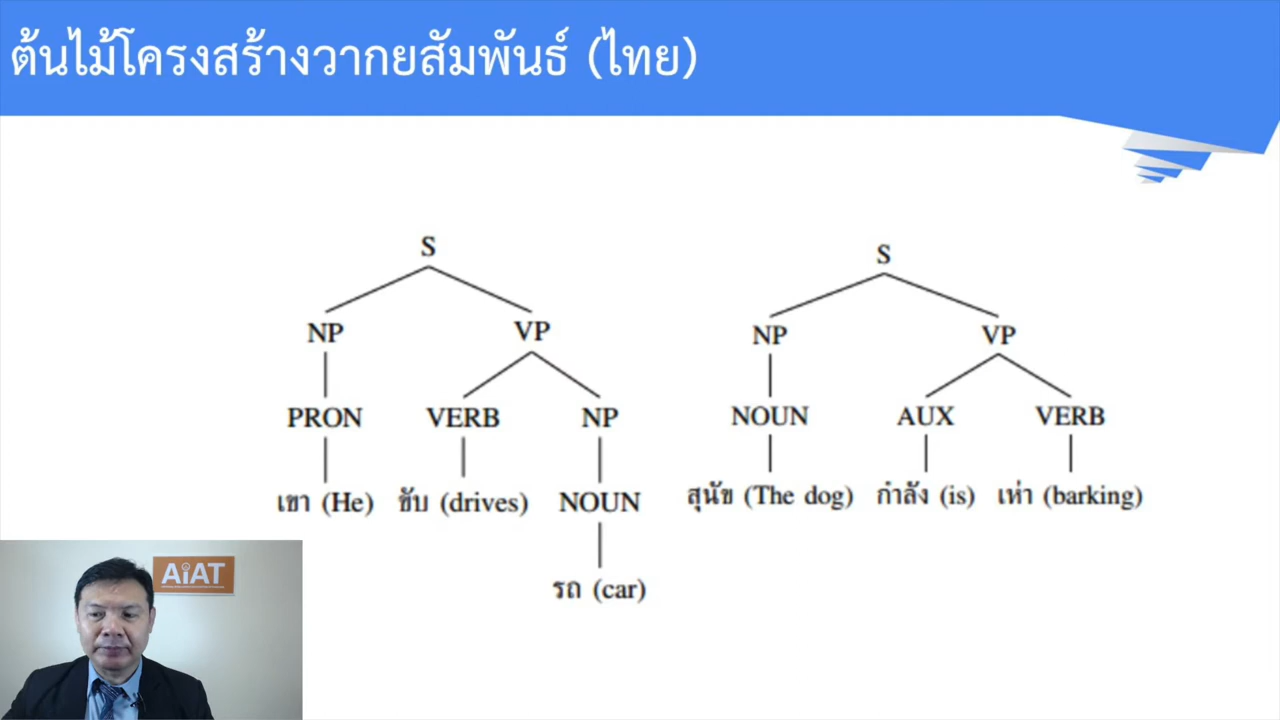 ต้นไม้โครงสร้างวากยสัมพันธ์ (ไทย)
S
NP VP
PRON VERB NP
เขา (He) ขับ (drives) NOUN
รถ (car)
S
NP VP
NOUN AUX VERB
สุนัข (The dog) กำลัง (is) เห่า (barking)
AiAT